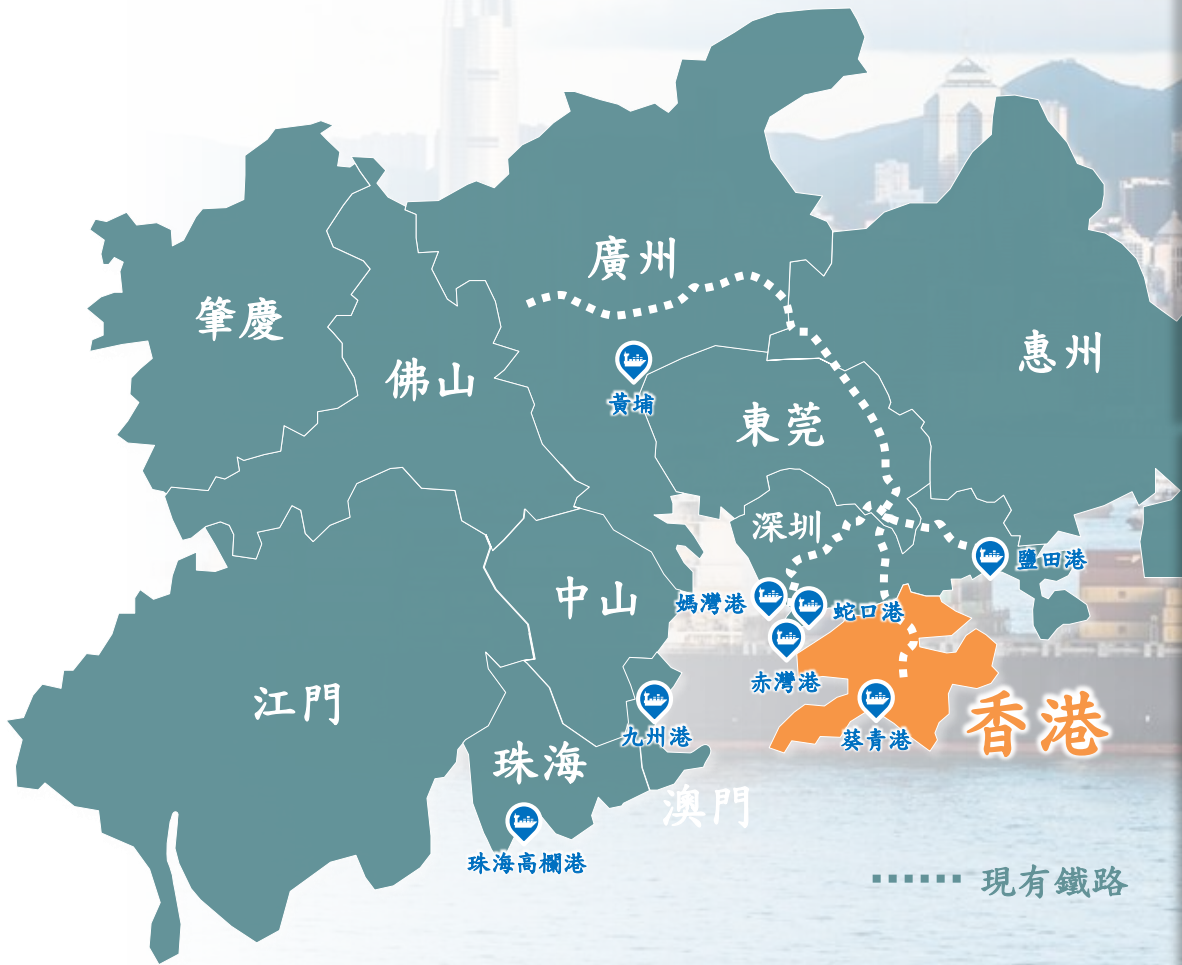 廣州
肇慶
惠州
佛山
黃埔
東莞
深圳
鹽田港
中山
媽灣港
蛇口港
赤灣港
江門
九州港
葵青港
香港
珠海
澳門
珠海高欄港
現有鐵路